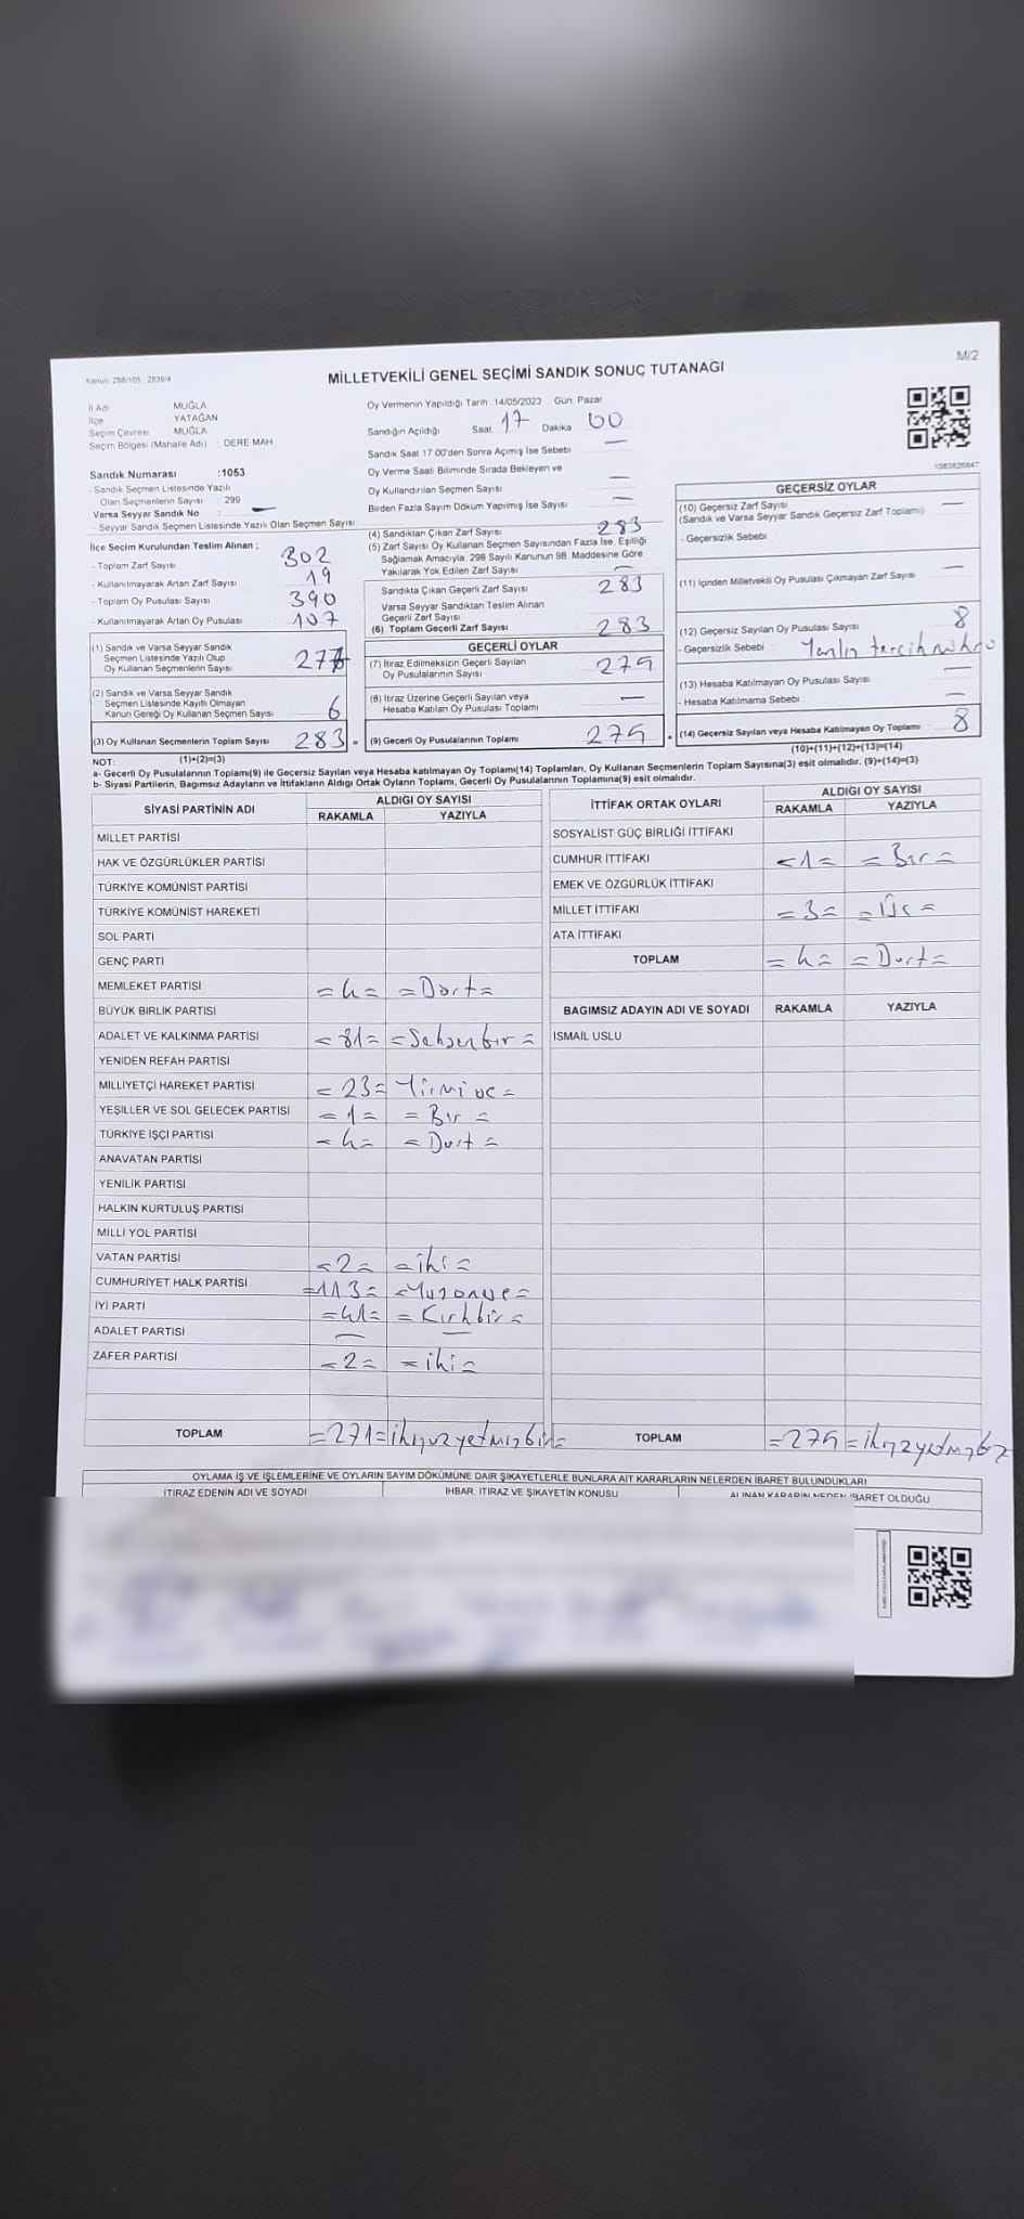 M/2
Kanun: 298/105, 2839/4
MİLLETVEKİLİ GENEL SEÇİMİ SANDIK SONUÇ TUTANAĞI
İl Adı MUĞLA
İlçe YATAĞAN
Seçim Çevresi MUĞLA
Seçim Bölgesi (Mahalle Adı) : DERE MAH.
Sandık Numarası :1053
- Sandık Seçmen Listesinde Yazılı
Olan Seçmenlerin Sayısı : 299
Varsa Seyyar Sandık No : —
- Seyyar Sandık Seçmen Listesinde Yazılı Olan Seçmen Sayısı
İlçe Seçim Kurulundan Teslim Alınan ;
- Toplam Zarf Sayısı 302
- Kullanılmayarak Artan Zarf Sayısı 19
- Toplam Oy Pusulası Sayısı 390
- Kullanılmayarak Artan Oy Pusulası 107
(1) Sandık ve Varsa Seyyar Sandık
Seçmen Listesinde Yazılı Olup
Oy Kullanan Seçmenlerin Sayısı 277
(2) Sandık ve Varsa Seyyar Sandık
Seçmen Listesinde Kayıtlı Olmayan
Kanun Gereği Oy Kullanan Seçmen Sayısı 6
(3) Oy Kullanan Seçmenlerin Toplam Sayısı 283
(1)+(2)=(3)
Oy Vermenin Yapıldığı Tarih :14/05/2023 Gün: Pazar
Sandığın Açıldığı Saat 17 Dakika 00
Sandık Saat 17.00'den Sonra Açımış İse Sebebi —
Oy Verme Saati Bitiminde Sırada Bekleyen ve
Oy Kullandırılan Seçmen Sayısı —
Birden Fazla Sayım Döküm Yapılmış İse Sayısı —
(4) Sandıktan Çıkan Zarf Sayısı 283
(5) Zarf Sayısı Oy Kullanan Seçmen Sayısından Fazla İse, Eşitliği
Sağlamak Amacıyla, 298 Sayılı Kanunun 98. Maddesine Göre
Yakılarak Yok Edilen Zarf Sayısı —
Sandıkta Çıkan Geçerli Zarf Sayısı 283
Varsa Seyyar Sandıktan Teslim Alınan
Geçerli Zarf Sayısı
(6) Toplam Geçerli Zarf Sayısı 283
GEÇERLİ OYLAR
(7) İtiraz Edilmeksizin Geçerli Sayılan
Oy Pusulalarının Sayısı 275
(8) İtiraz Üzerine Geçerli Sayılan veya
Hesaba Katılan Oy Pusulası Toplamı —
(9) Geçerli Oy Pusulalarının Toplamı 275
GEÇERSİZ OYLAR
(10) Geçersiz Zarf Sayısı —
(Sandık ve Varsa Seyyar Sandık Geçersiz Zarf Toplamı)
- Geçersizlik Sebebi
(11) İçinden Milletvekili Oy Pusulası Çıkmayan Zarf Sayısı —
(12) Geçersiz Sayılan Oy Pusulası Sayısı 8
- Geçersizlik Sebebi :
(13) Hesaba Katılmayan Oy Pusulası Sayısı —
- Hesaba Katılmama Sebebi —
(14) Geçersiz Sayılan veya Hesaba Katılmayan Oy Toplamı 8
(10)+(11)+(12)+(13)=(14)
NOT:
a- Geçerli Oy Pusulalarının Toplamı(9) ile Geçersiz Sayılan veya Hesaba katılmayan Oy Toplamı(14) Toplamları, Oy Kullanan Seçmenlerin Toplam Sayısına(3) eşit olmalıdır. (9)+(14)=(3)
b- Siyasi Partilerin, Bağımsız Adayların ve İttifakların Aldığı Ortak Oyların Toplamı, Geçerli Oy Pusulalarının Toplamına(9) eşit olmalıdır.
SİYASİ PARTİNİN ADI ALDIĞI OY SAYISI
RAKAMLA YAZIYLA
MİLLET PARTİSİ
HAK VE ÖZGÜRLÜKLER PARTİSİ
TÜRKİYE KOMÜNİST PARTİSİ
TÜRKİYE KOMÜNİST HAREKETİ
SOL PARTİ
GENÇ PARTİ
MEMLEKET PARTİSİ =4= =Dört=
BÜYÜK BİRLİK PARTİSİ
ADALET VE KALKINMA PARTİSİ =81= =Seksenbir=
YENİDEN REFAH PARTİSİ
MİLLİYETÇİ HAREKET PARTİSİ =23= Yirmiüç=
YEŞİLLER VE SOL GELECEK PARTİSİ =1= =Bir=
TÜRKİYE İŞÇİ PARTİSİ =4= =Dört=
ANAVATAN PARTİSİ
YENİLİK PARTİSİ
HALKIN KURTULUŞ PARTİSİ
MİLLİ YOL PARTİSİ
VATAN PARTİSİ =2= =iki=
CUMHURİYET HALK PARTİSİ =113= =Yüzonüç=
İYİ PARTİ =41= =Kırkbir=
ADALET PARTİSİ — —
ZAFER PARTİSİ =2= =iki=
TOPLAM =271= ikiyüzyetmişbir=
İTTİFAK ORTAK OYLARI ALDIĞI OY SAYISI
RAKAMLA YAZIYLA
SOSYALİST GÜÇ BİRLİĞİ İTTİFAKI
CUMHUR İTTİFAKI =1= =Bir=
EMEK VE ÖZGÜRLÜK İTTİFAKI
MİLLET İTTİFAKI =3= =Üç=
ATA İTTİFAKI
TOPLAM =4= =Dört=
BAĞIMSIZ ADAYIN ADI VE SOYADI RAKAMLA YAZIYLA
İSMAİL USLU
TOPLAM =275=
OYLAMA İŞ VE İŞLEMLERİNE VE OYLARIN SAYIM DÖKÜMÜNE DAİR ŞİKAYETLERLE BUNLARA AİT KARARLARIN NELERDEN İBARET BULUNDUKLARI
İTİRAZ EDENİN ADI VE SOYADI İHBAR, İTİRAZ VE ŞİKAYETİN KONUSU ALINAN KARARIN NEDEN İBARET OLDUĞU